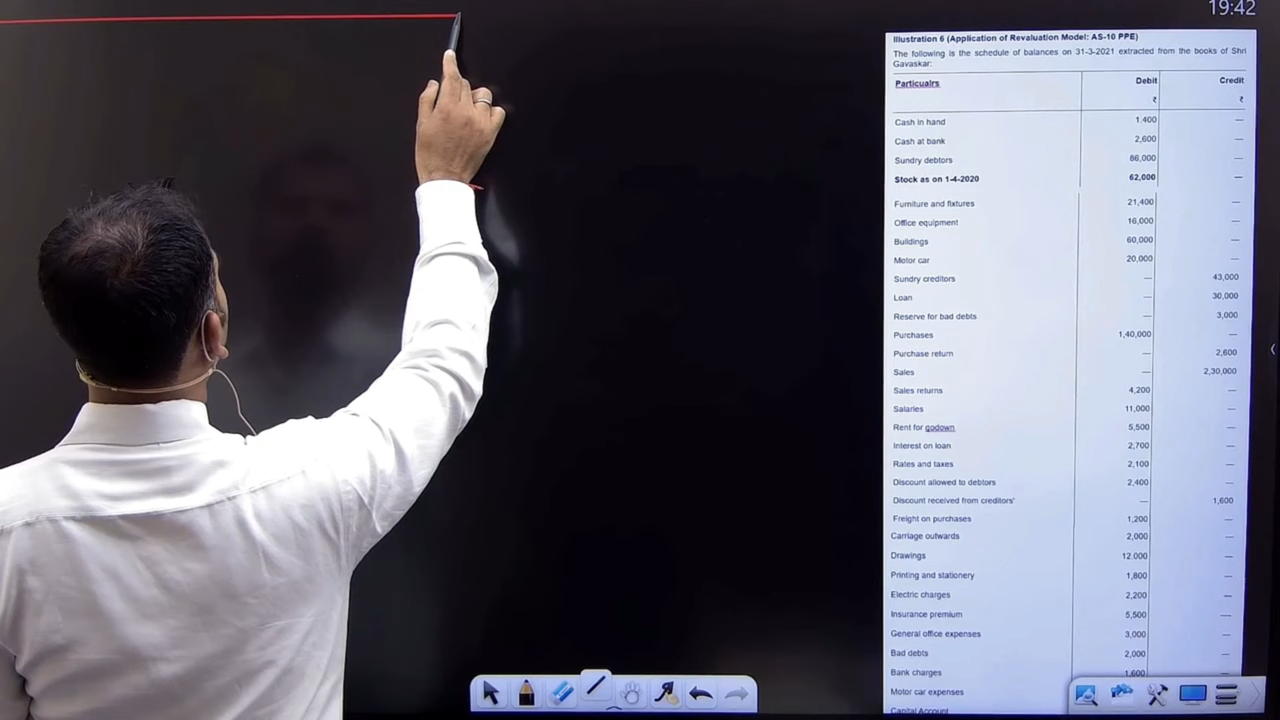 19:42
Illustration 6 (Application of Revaluation Model: AS-10 PPE)
The following is the schedule of balances on 31-3-2021 extracted from the books of Shri
Gavaskar:
Particualrs Debit Credit
₹ ₹
Cash in hand 1,400 —
Cash at bank 2,600 —
Sundry debtors 86,000 —
Stock as on 1-4-2020 62,000 —
Furniture and fixtures 21,400 —
Office equipment 16,000 —
Buildings 60,000 —
Motor car 20,000 —
Sundry creditors — 43,000
Loan — 30,000
Reserve for bad debts — 3,000
Purchases 1,40,000 —
Purchase return — 2,600
Sales — 2,30,000
Sales returns 4,200 —
Salaries 11,000 —
Rent for godown 5,500 —
Interest on loan 2,700 —
Rates and taxes 2,100 —
Discount allowed to debtors 2,400 —
Discount received from creditors' — 1,600
Freight on purchases 1,200 —
Carriage outwards 2,000 —
Drawings 12,000 —
Printing and stationery 1,800 —
Electric charges 2,200 —
Insurance premium 5,500 —
General office expenses 3,000 —
Bad debts 2,000 —
Bank charges 1,600 —
Motor car expenses
Capital Account